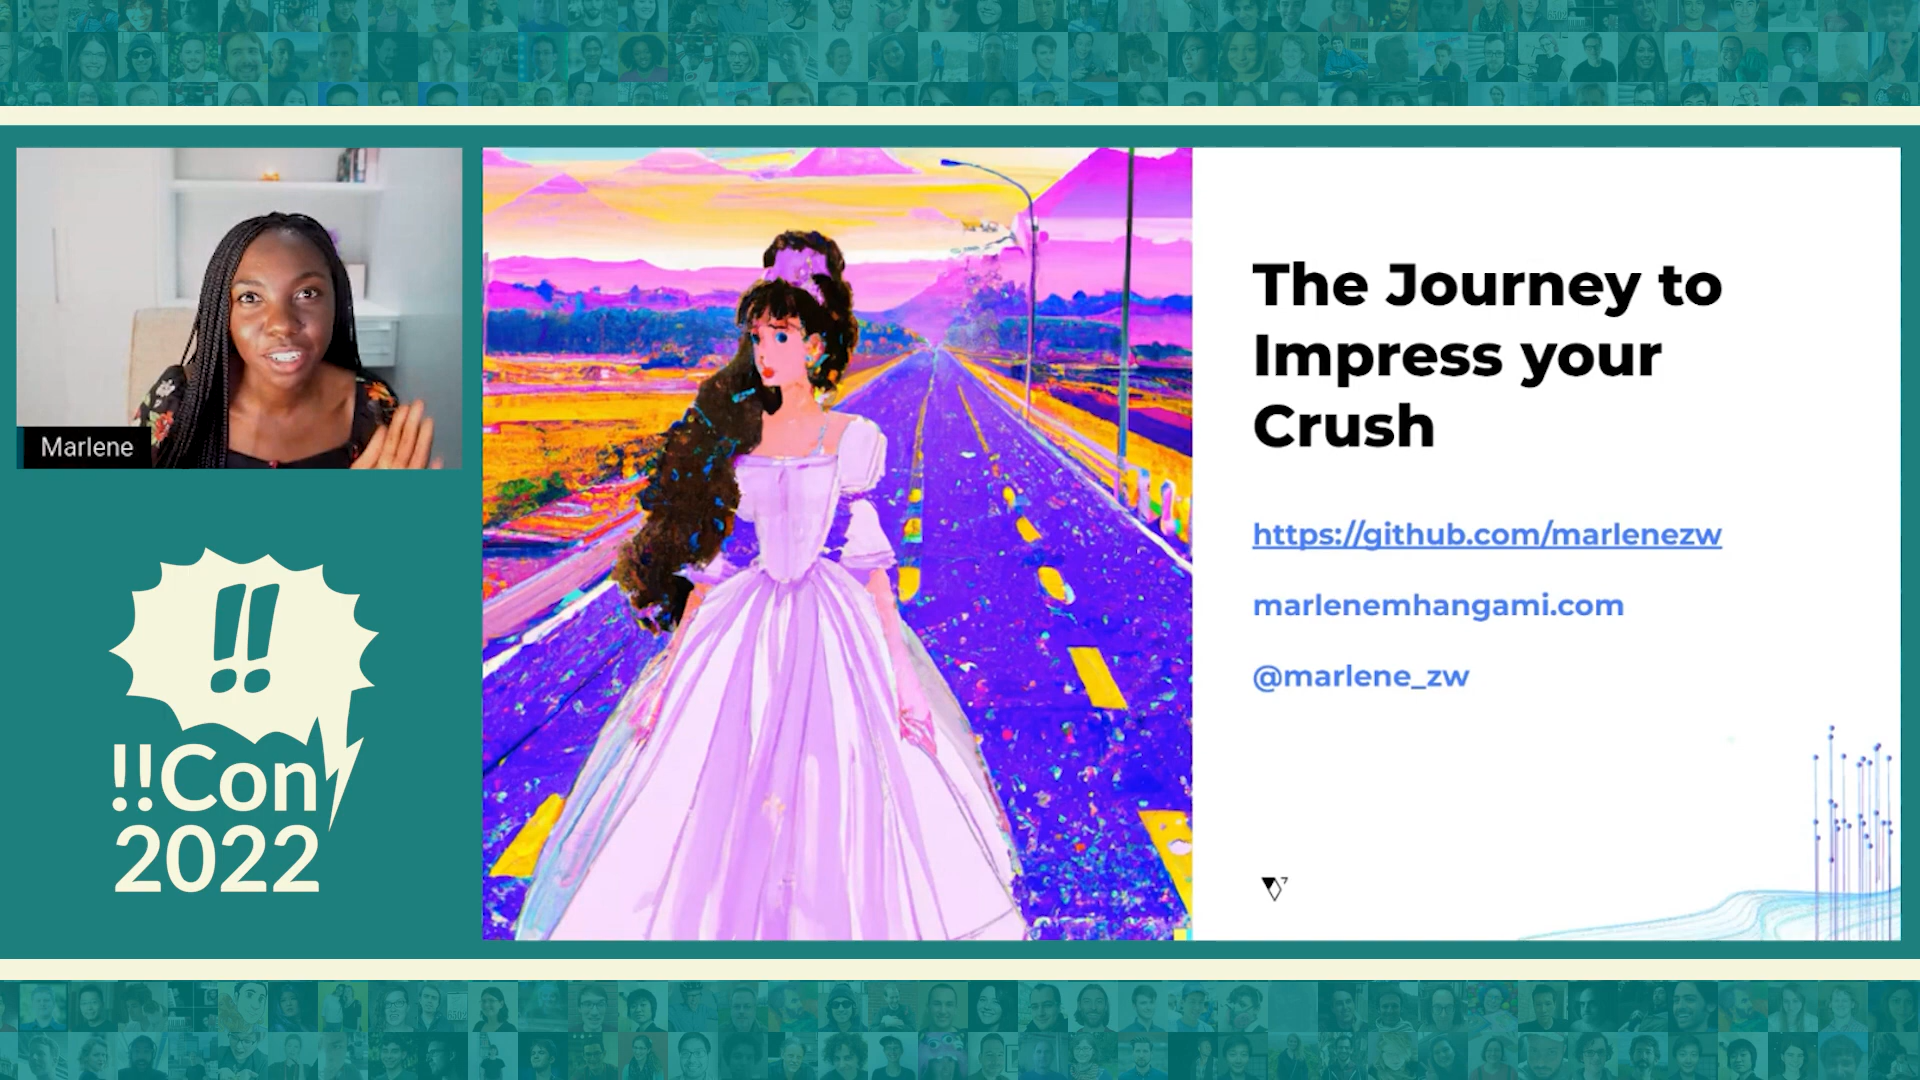 Marlene
!!
!!Con
2022
The Journey to
Impress your
Crush
https://github.com/marlenezw
marlenemhangami.com
@marlene_zw